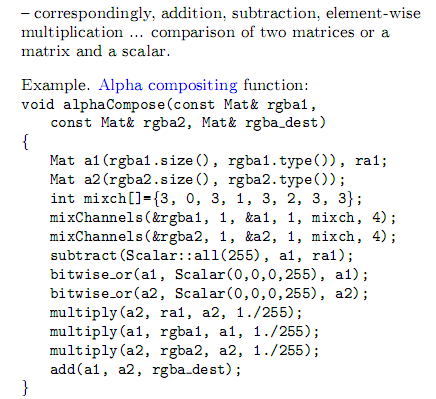 – correspondingly, addition, subtraction, element-wise
multiplication ... comparison of two matrices or a
matrix and a scalar.
Example. Alpha compositing function:
void alphaCompose(const Mat& rgba1,
    const Mat& rgba2, Mat& rgba_dest)
{
    Mat a1(rgba1.size(), rgba1.type()), ra1;
    Mat a2(rgba2.size(), rgba2.type());
    int mixch[]={3, 0, 3, 1, 3, 2, 3, 3};
    mixChannels(&rgba1, 1, &a1, 1, mixch, 4);
    mixChannels(&rgba2, 1, &a2, 1, mixch, 4);
    subtract(Scalar::all(255), a1, ra1);
    bitwise_or(a1, Scalar(0,0,0,255), a1);
    bitwise_or(a2, Scalar(0,0,0,255), a2);
    multiply(a2, ra1, a2, 1./255);
    multiply(a1, rgba1, a1, 1./255);
    multiply(a2, rgba2, a2, 1./255);
    add(a1, a2, rgba_dest);
}